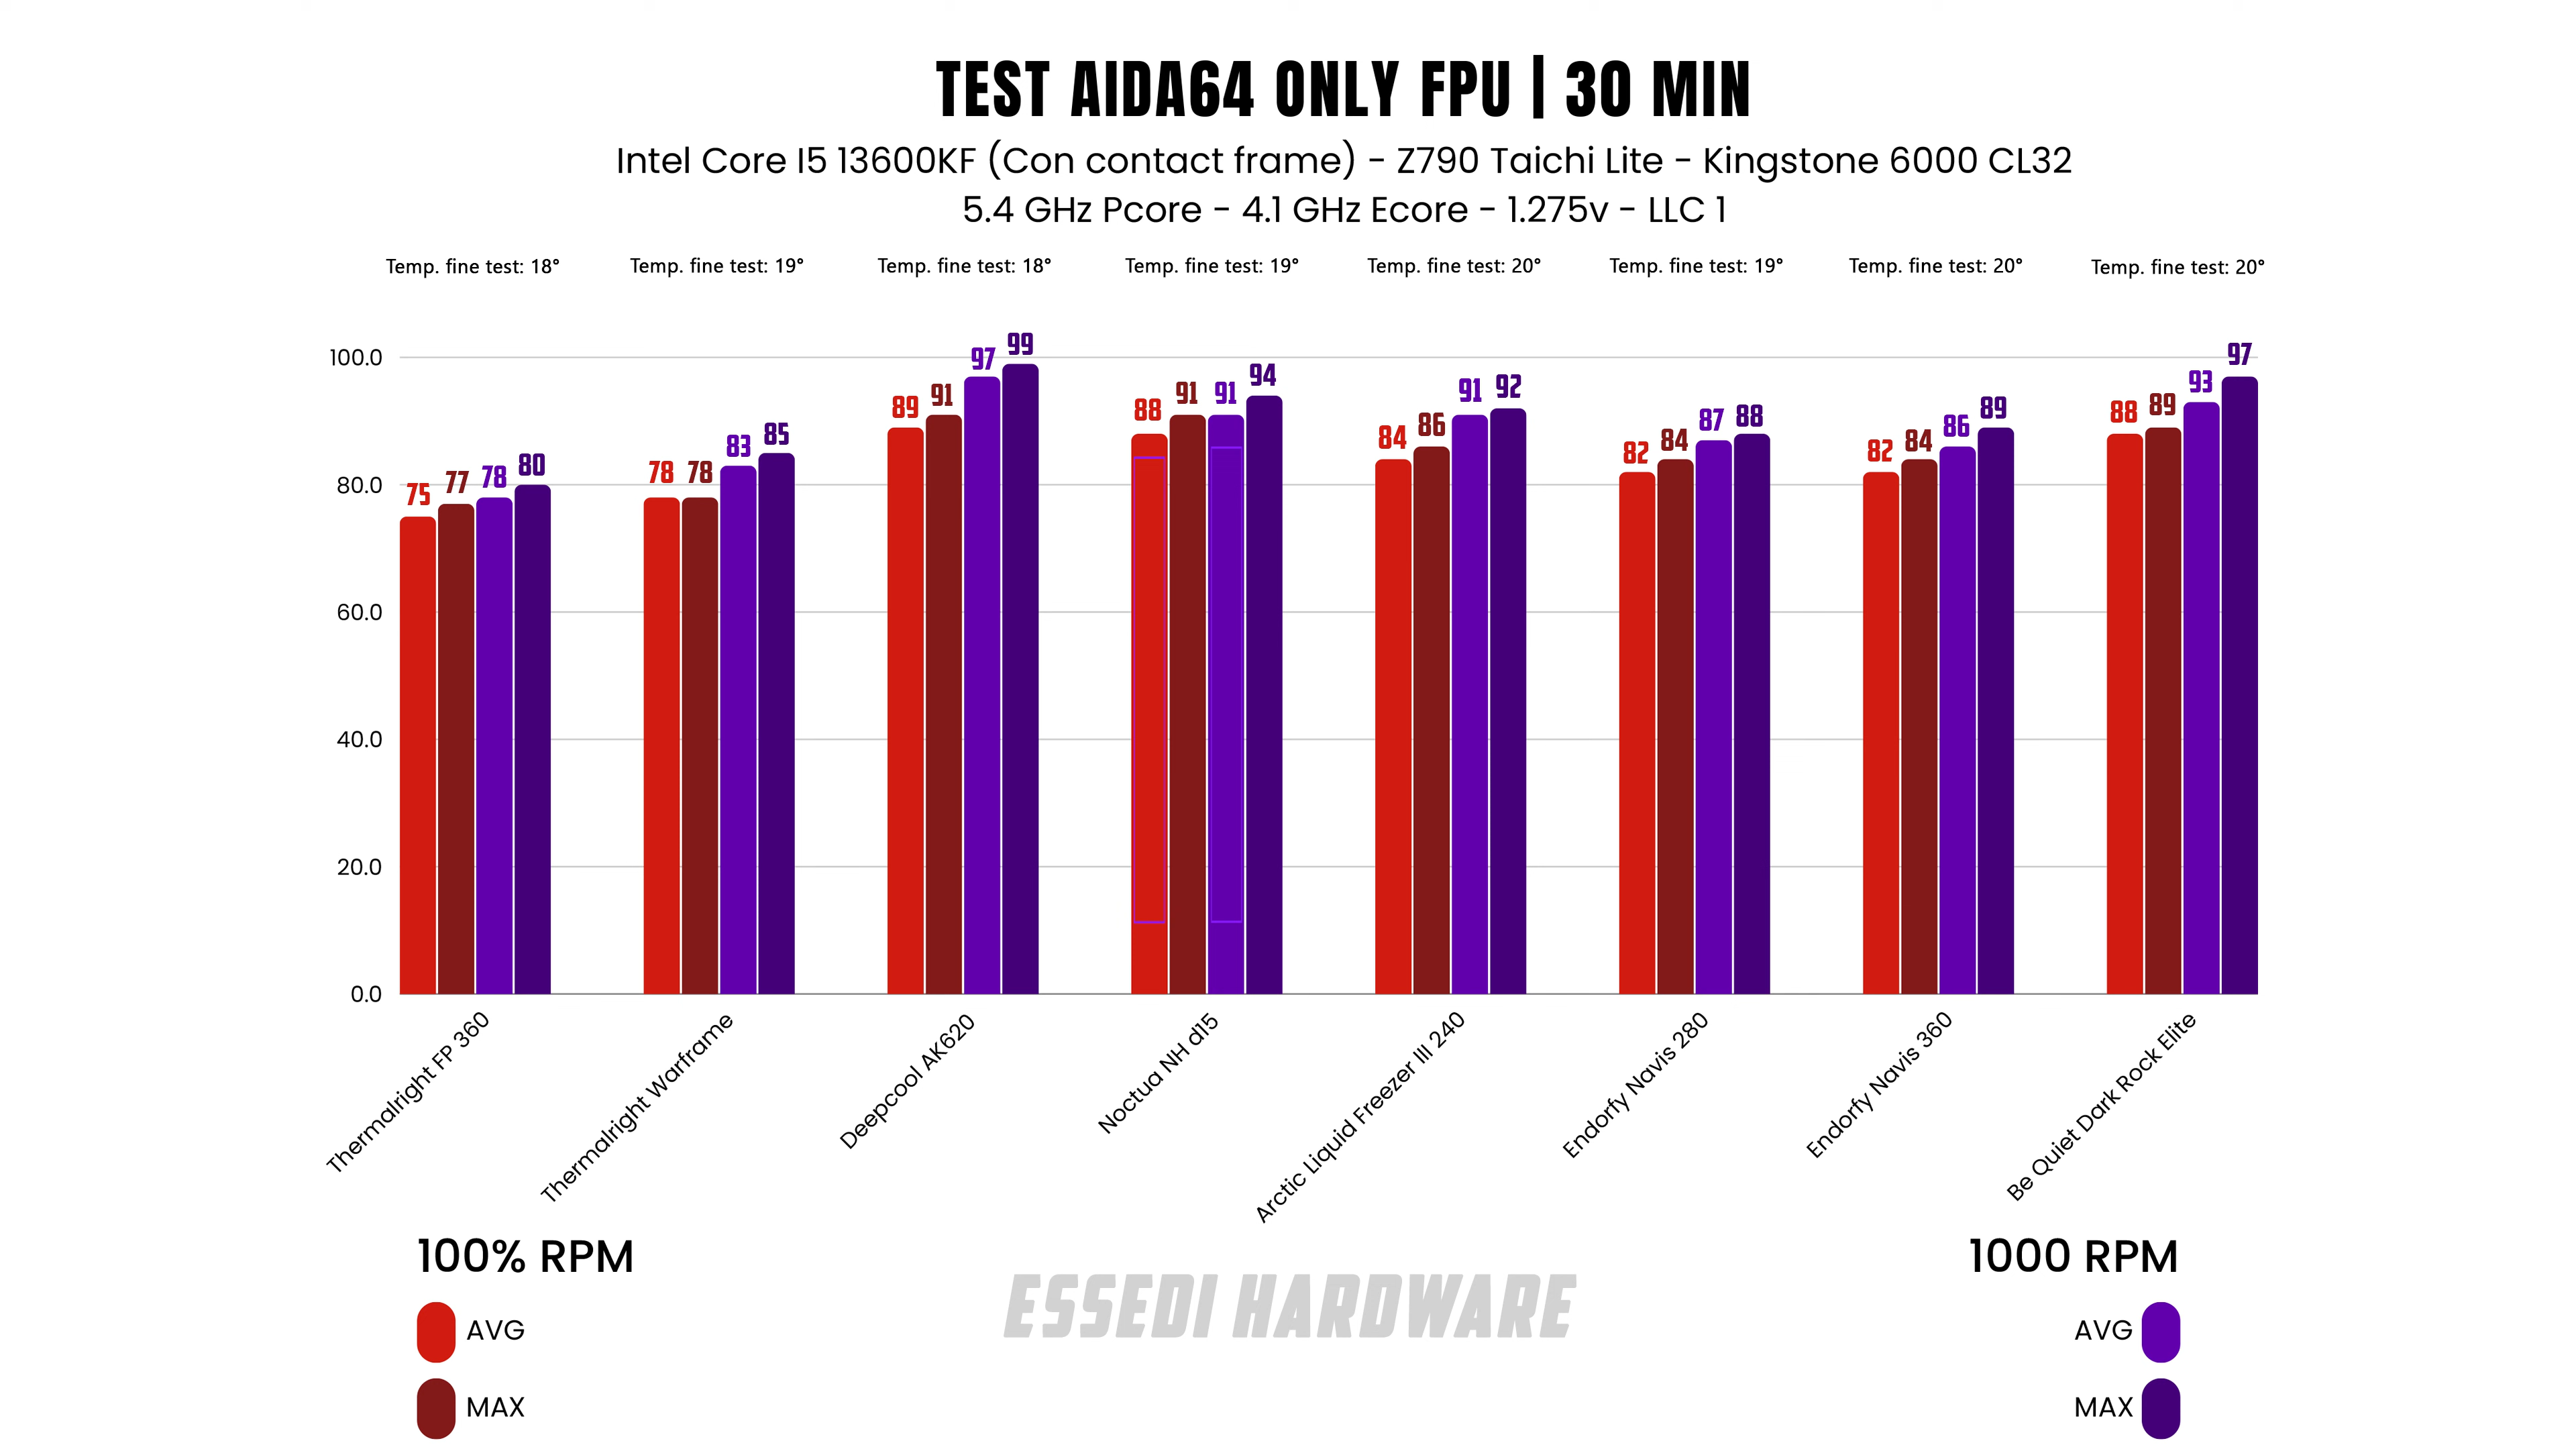 TEST AIDA64 ONLY FPU | 30 MIN
Intel Core I5 13600KF (Con contact frame) - Z790 Taichi Lite - Kingstone 6000 CL32
5.4 GHz Pcore - 4.1 GHz Ecore - 1.275v - LLC 1
Temp. fine test: 18° Temp. fine test: 19° Temp. fine test: 18° Temp. fine test: 19° Temp. fine test: 20° Temp. fine test: 19° Temp. fine test: 20° Temp. fine test: 20°
100.0
80.0
60.0
40.0
20.0
0.0
75 77 78 80
78 78 83 85
89 91 97 99
88 91 91 94
84 86 91 92
82 84 87 88
82 84 86 89
88 89 93 97
Thermalright FP 360
Thermalright Warframe
Deepcool AK620
Noctua NH d15
Arctic Liquid Freezer III 240
Endorfy Navis 280
Endorfy Navis 360
Be Quiet Dark Rock Elite
100% RPM
AVG
MAX
ESSEDI HARDWARE
1000 RPM
AVG
MAX